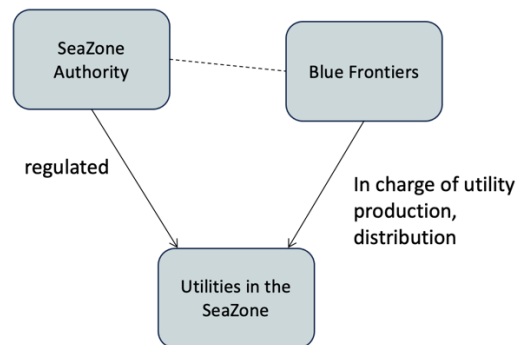 SeaZone
Authority
Blue Frontiers
regulated
In charge of utility
production,
distribution
Utilities in the
SeaZone